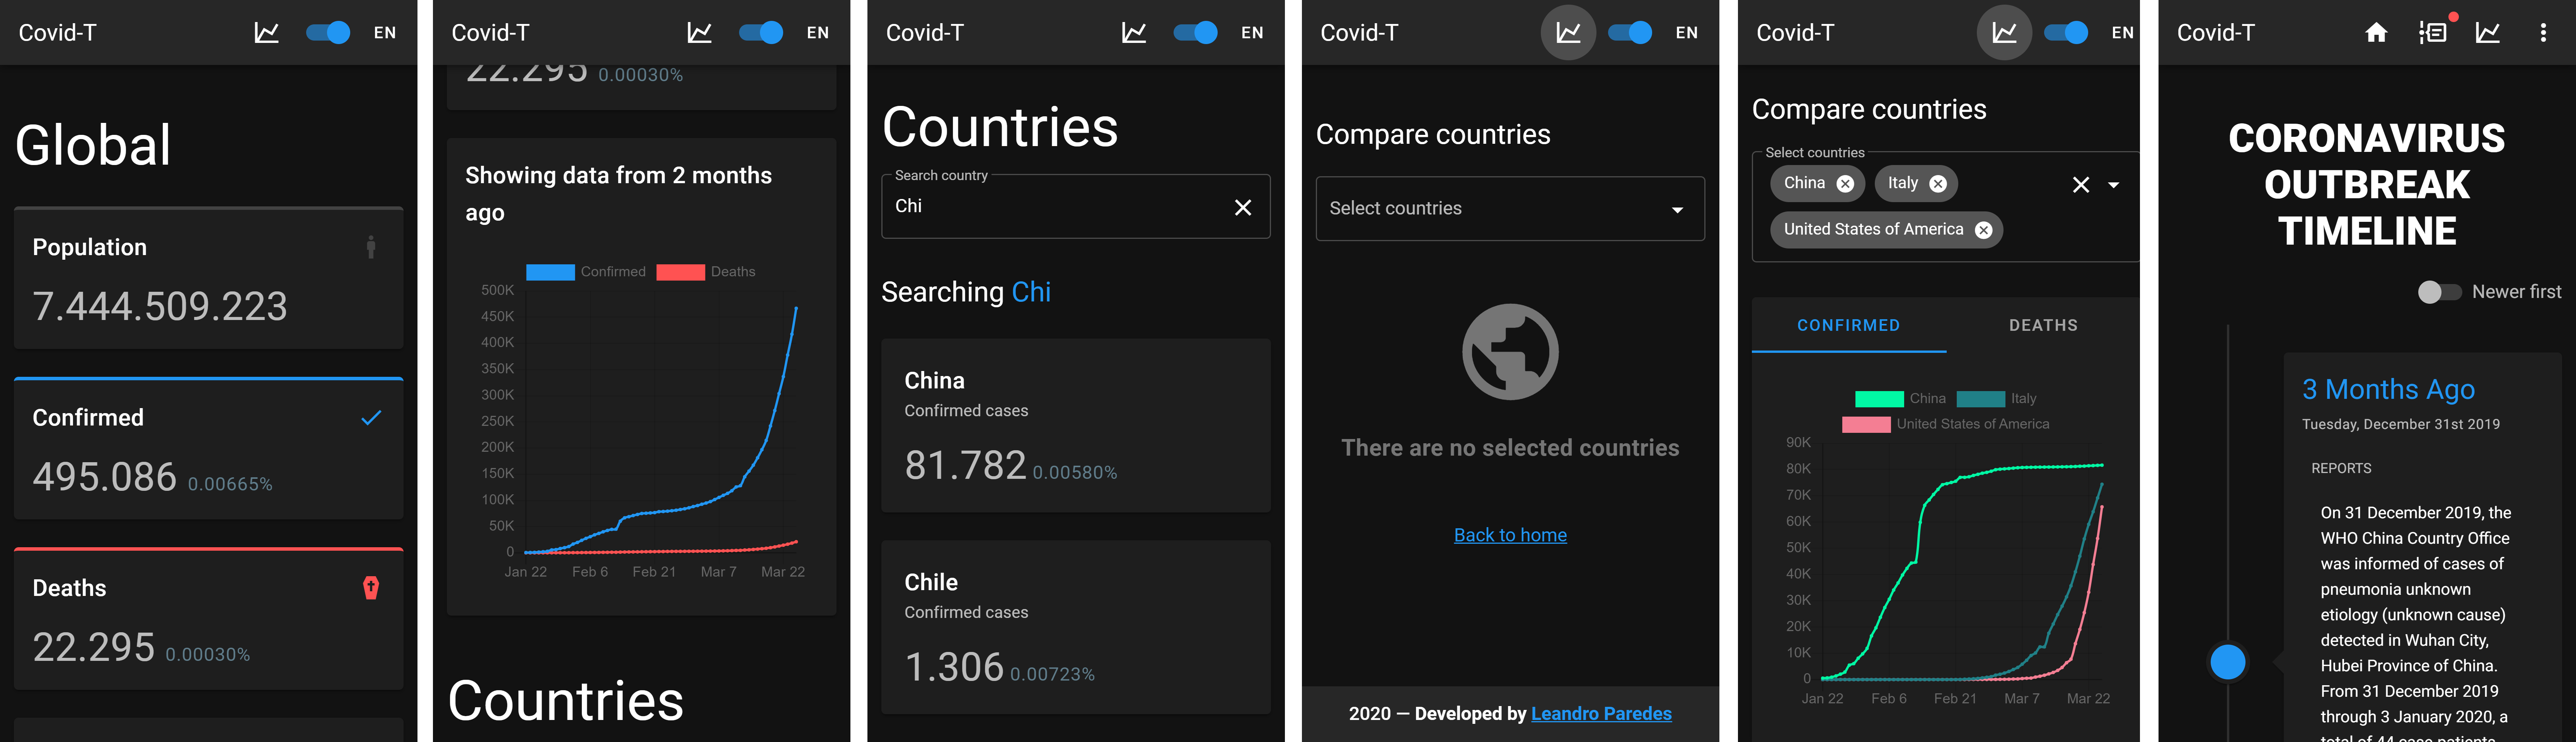 Covid-T
EN
Global
Population
7.444.509.223
Confirmed
495.086 0.00665%
Deaths
22.295 0.00030%
Covid-T
EN
22.295 0.00030%
Showing data from 2 months
ago
Confirmed Deaths
500K
450K
400K
350K
300K
250K
200K
150K
100K
50K
0
Jan 22 Feb 6 Feb 21 Mar 7 Mar 22
Countries
Covid-T
EN
Countries
Search country
Chi
Searching Chi
China
Confirmed cases
81.782 0.00580%
Chile
Confirmed cases
1.306 0.00723%
Covid-T
EN
Compare countries
Select countries
There are no selected countries
Back to home
2020 — Developed by Leandro Paredes
Covid-T
EN
Compare countries
Select countries
China Italy
United States of America
CONFIRMED DEATHS
China Italy
United States of America
90K
80K
70K
60K
50K
40K
30K
20K
10K
0
Jan 22 Feb 6 Feb 21 Mar 7 Mar 22
Covid-T
CORONAVIRUS
OUTBREAK
TIMELINE
Newer first
3 Months Ago
Tuesday, December 31st 2019
REPORTS
On 31 December 2019, the
WHO China Country Office
was informed of cases of
pneumonia unknown
etiology (unknown cause)
detected in Wuhan City,
Hubei Province of China.
From 31 December 2019
through 3 January 2020, a
total of 44 case-patients